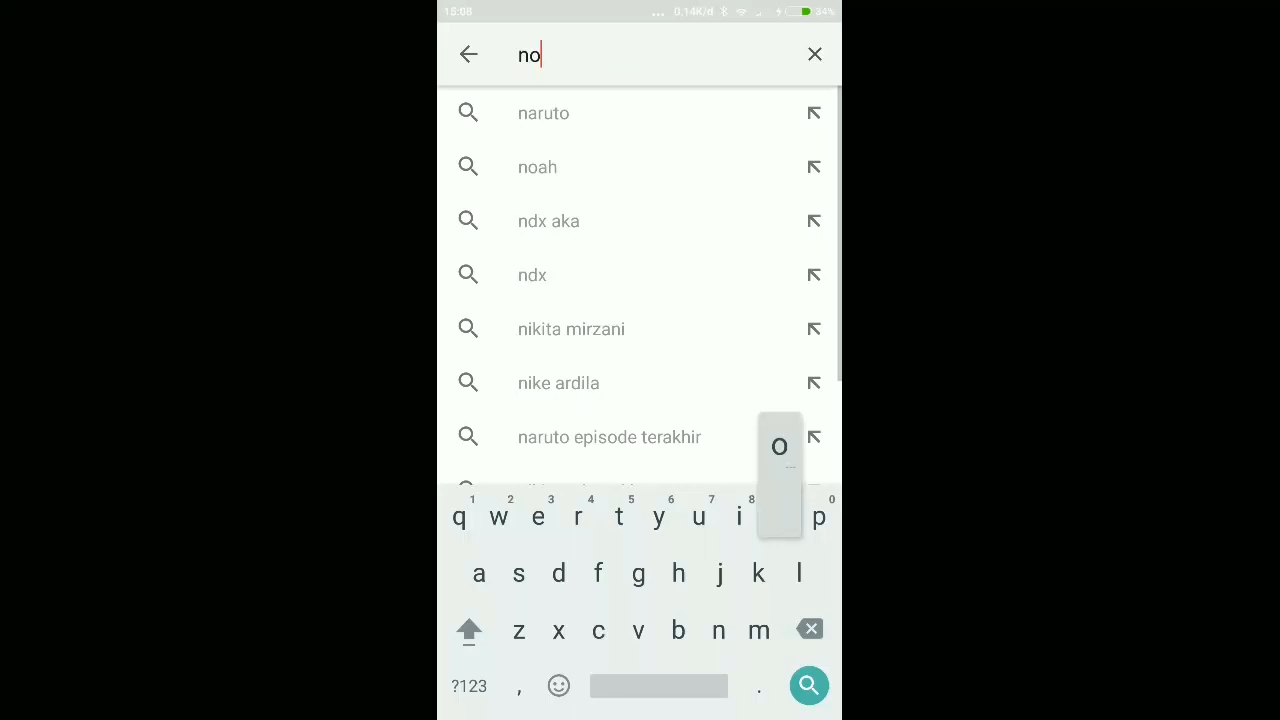 15:08 ... 0.14K/d 34%
no
naruto
noah
ndx aka
ndx
nikita mirzani
nike ardila
naruto episode terakhir
o
1 2 3 4 5 6 7 8 0
q w e r t y u i p
a s d f g h j k l
z x c v b n m
?123 , .